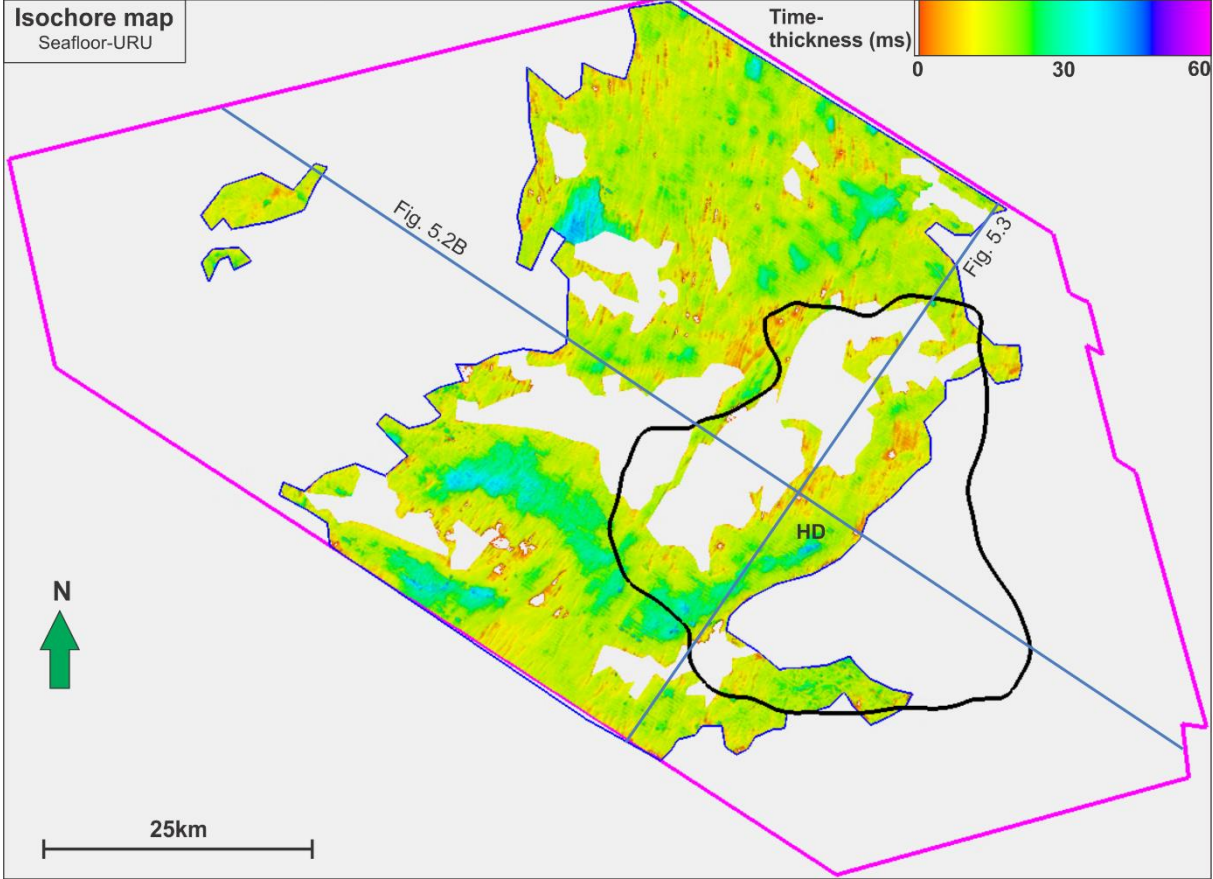 Isochore map
Seafloor-URU
Time-
thickness (ms)
0 30 60
Fig. 5.2B
Fig. 5.3
HD
N
25km